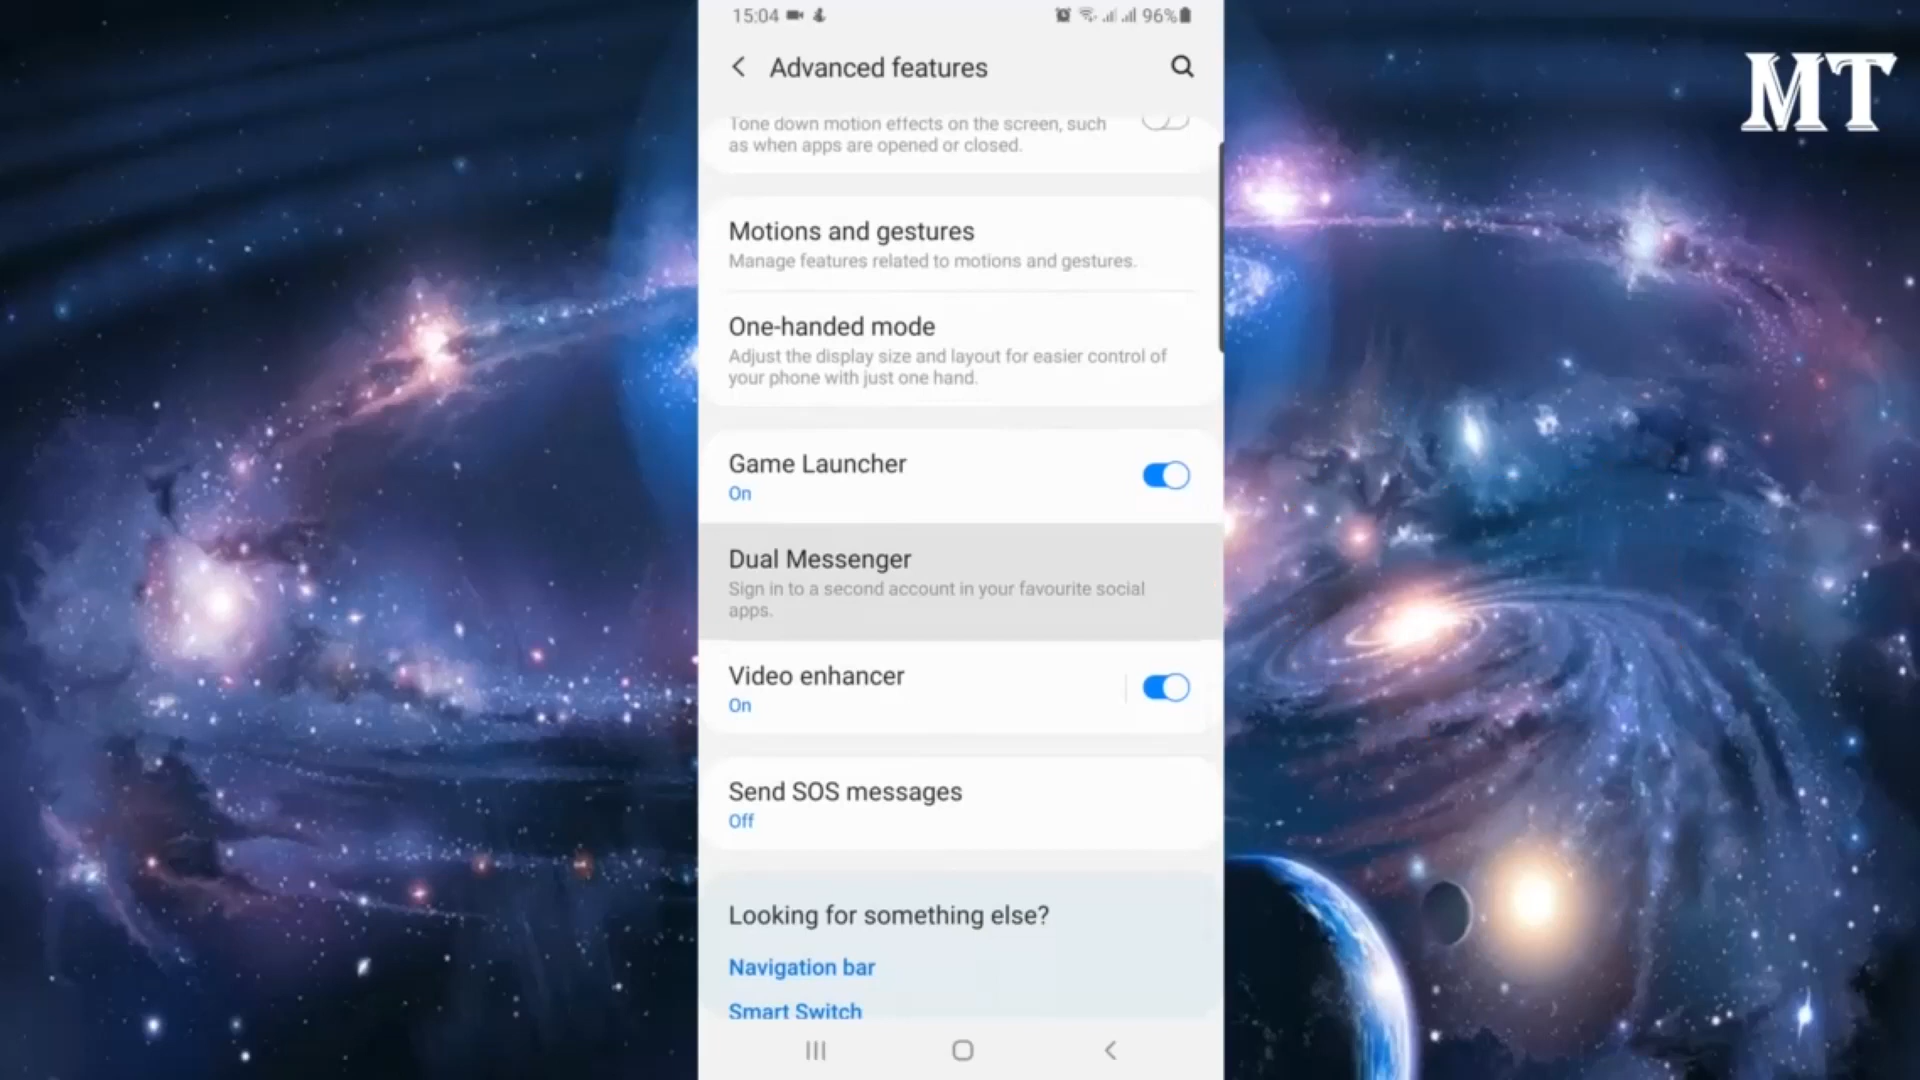 15:04
96%
MT
Advanced features
Tone down motion effects on the screen, such
as when apps are opened or closed.
Motions and gestures
Manage features related to motions and gestures.
One-handed mode
Adjust the display size and layout for easier control of
your phone with just one hand.
Game Launcher
On
Dual Messenger
Sign in to a second account in your favourite social
apps.
Video enhancer
On
Send SOS messages
Off
Looking for something else?
Navigation bar
Smart Switch